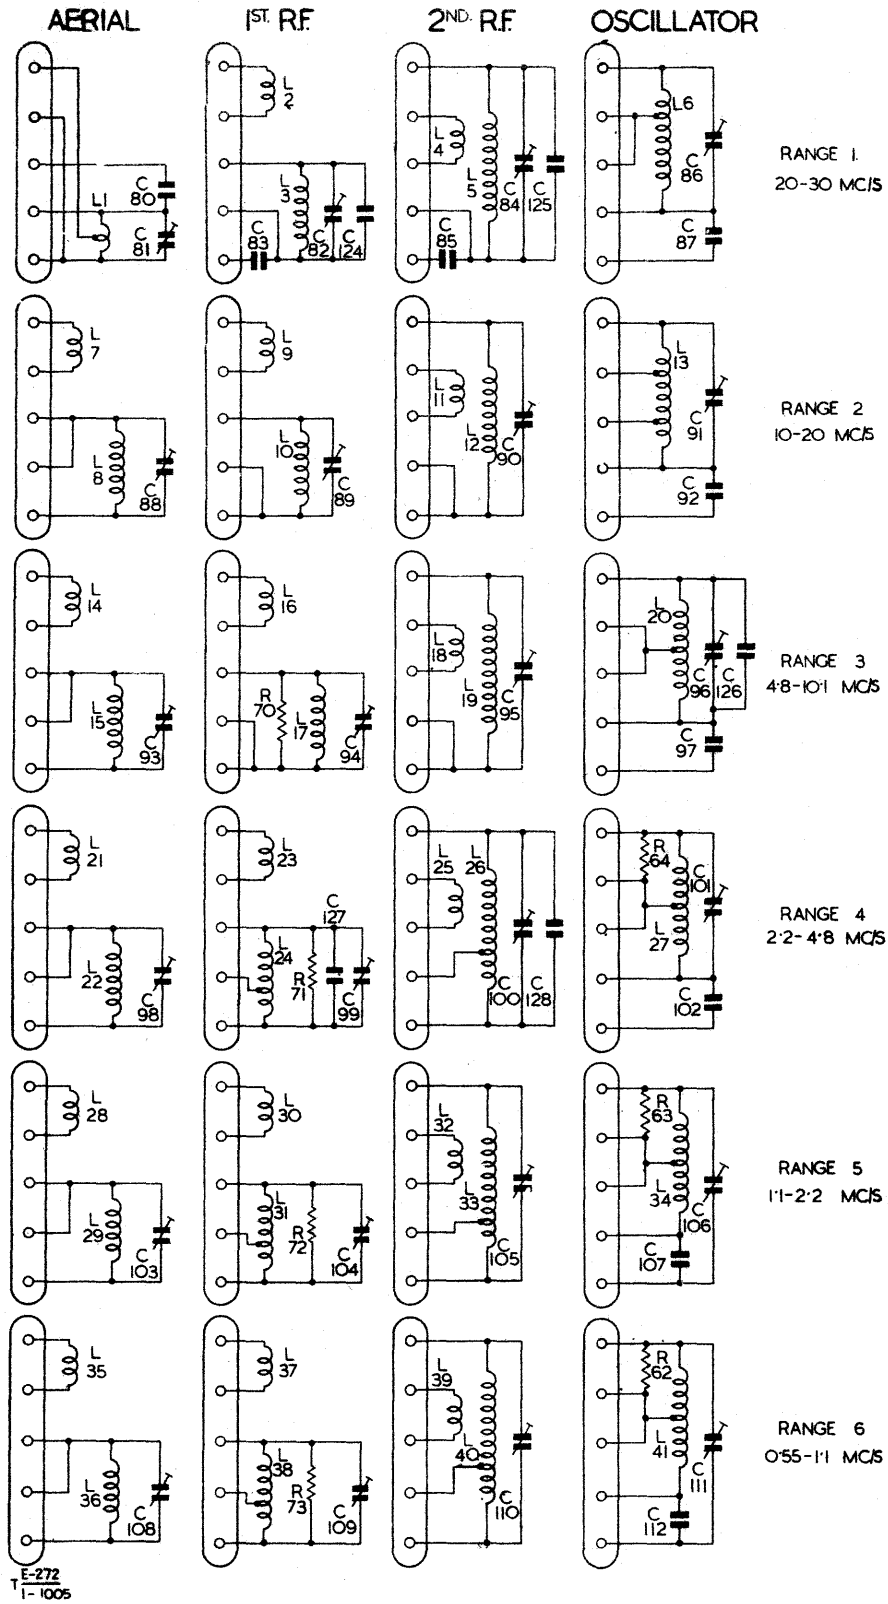 AERIAL 1ST. R.F. 2ND. R.F. OSCILLATOR
L1 C 80 C 81 L 2 L 3 C 83 C 82 C 124 L 4 L 5 C 84 C 125 C 85 L6 C 86 C 87
RANGE 1.
20-30 MC/S
L 7 L 8 C 88 L 9 L 10 C 89 L 11 L 12 C 90 L 13 C 91 C 92
RANGE 2
10-20 MC/S
L 14 L 15 C 93 L 16 R 70 L 17 C 94 L 18 L 19 C 95 L 20 C 96 C 126 C 97
RANGE 3
4·8-10·1 MC/S
L 21 L 22 C 98 L 23 L 24 R 71 C 127 C 99 L 25 L 26 C 100 C 128 R 64 L 27 C 101 C 102
RANGE 4
2·2-4·8 MC/S
L 28 L 29 C 103 L 30 L 31 R 72 C 104 L 32 L 33 C 105 R 63 L 34 C 106 C 107
RANGE 5
1·1-2·2 MC/S
L 35 L 36 C 108 L 37 L 38 R 73 C 109 L 39 L 40 C 110 R 62 L 41 C 111 C 112
RANGE 6
0·55-1·1 MC/S
T E-272
1-1005